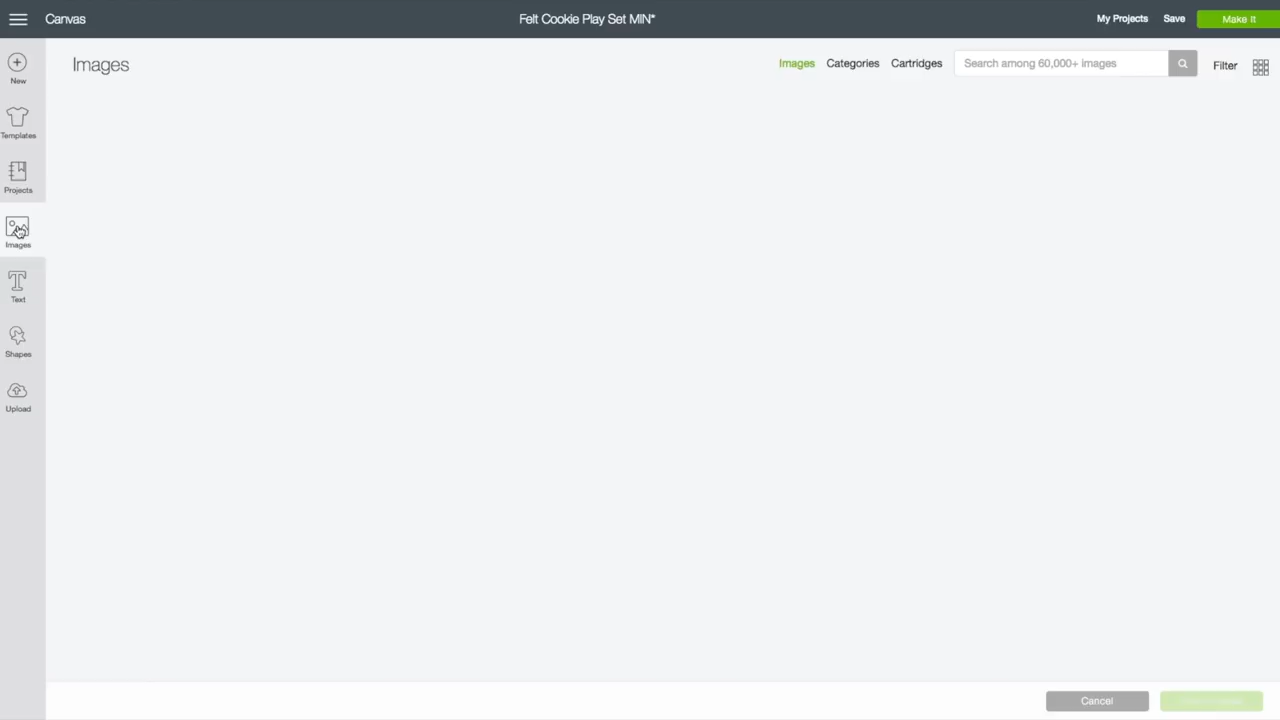 Canvas
Felt Cookie Play Set MIN*
My Projects
Save
Make It
New
Templates
Projects
Images
Text
Shapes
Upload
Images
Images
Categories
Cartridges
Search among 60,000+ images
Filter
Cancel